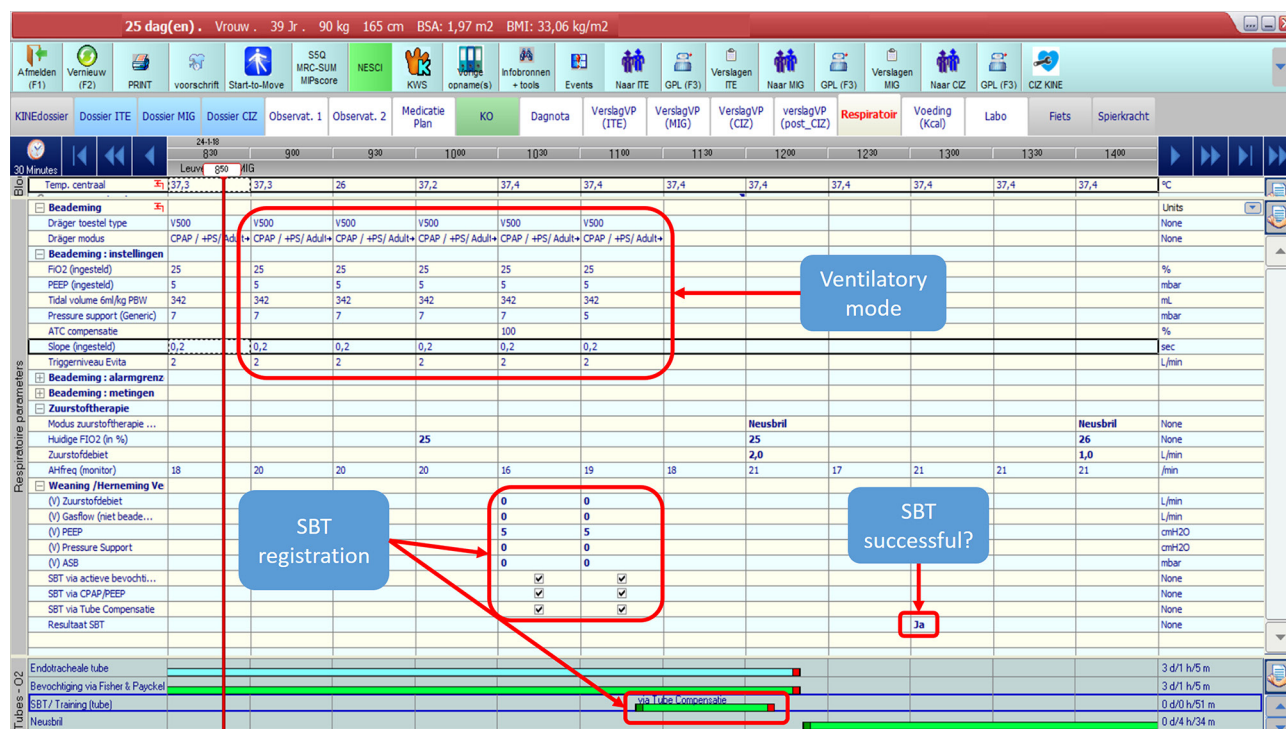 25 dag(en). Vrouw . 39 Jr . 90 kg 165 cm BSA: 1,97 m2 BMI: 33,06 kg/m2
Afmelden (F1)
Vernieuw (F2)
PRINT
voorschrift
Start-to-Move
S5Q MRC-SUM MIPscore
NESCI
KWS
Vorige opname(s)
Infobronnen + tools
Events
Naar ITE
GPL (F3)
Verslagen ITE
Naar MIG
GPL (F3)
Verslagen MIG
Naar CIZ
GPL (F3)
CIZ KINE
KINEdossier Dossier ITE Dossier MIG Dossier CIZ Observat. 1 Observat. 2 Medicatie Plan KO Dagnota VerslagVP (ITE) VerslagVP (MIG) VerslagVP (CIZ) verslagVP (post_CIZ) Respiratoir Voeding (Kcal) Labo Fiets Spierkracht
30 Minutes
24-1-18
830 900 930 1000 1030 1100 1130 1200 1230 1300 1330 1400
850 MIG
Temp. centraal 37,3 37,3 26 37,2 37,4 37,4 37,4 37,4 37,4 37,4 37,4 37,4 °C
Respiratoire parameters
Beademing Units
Dräger toestel type V500 V500 V500 V500 V500 V500 None
Dräger modus CPAP / +PS/ Adult CPAP / +PS/ Adult CPAP / +PS/ Adult CPAP / +PS/ Adult CPAP / +PS/ Adult CPAP / +PS/ Adult None
Beademing : instellingen
FiO2 (ingesteld) 25 25 25 25 25 25 %
PEEP (ingesteld) 5 5 5 5 5 5 mbar
Tidal volume 6ml/kg PBW 342 342 342 342 342 342 mL
Pressure support (Generic) 7 7 7 7 7 5 mbar
ATC compensatie 100 %
Slope (ingesteld) 0,2 0,2 0,2 0,2 0,2 0,2 sec
Triggerniveau Evita 2 2 2 2 2 2 L/min
Ventilatory
mode
Beademing : alarmgrenz
Beademing : metingen
Zuurstoftherapie
Modus zuurstoftherapie ... Neusbril Neusbril None
Huidige FIO2 (in %) 25 25 26 None
Zuurstofdebiet 2,0 1,0 L/min
AHfreq (monitor) 18 20 20 20 16 19 18 21 17 21 21 21 /min
Weaning /Herneming Ve
(V) Zuurstofdebiet 0 0 L/min
(V) Gasflow (niet beade... 0 0 L/min
(V) PEEP 5 5 cmH2O
(V) Pressure Support 0 0 cmH2O
(V) ASB 0 0 mbar
SBT via actieve bevochti... None
SBT via CPAP/PEEP None
SBT via Tube Compensatie None
Resultaat SBT Ja None
SBT
registration
SBT
successful?
Tubes - O2
Endotracheale tube 3 d/1 h/5 m
Bevochtiging via Fisher & Payckel 3 d/1 h/5 m
SBT/ Training (tube) via Tube Compensatie 0 d/0 h/51 m
Neusbril 0 d/4 h/34 m